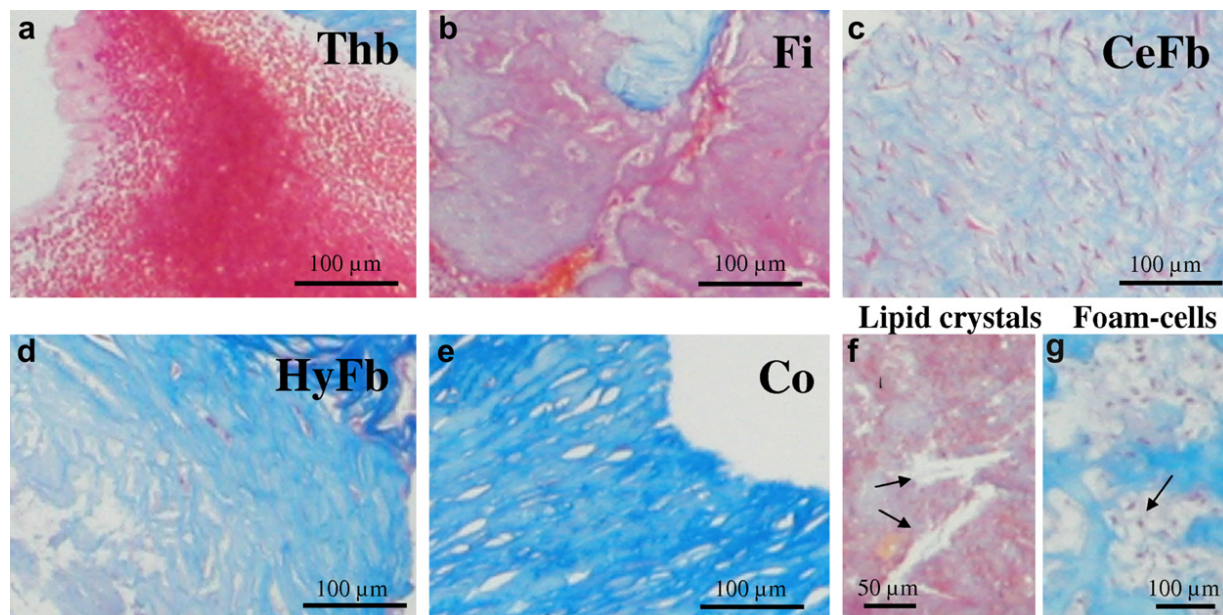 a
Thb
100 µm
b
Fi
100 µm
c
CeFb
100 µm
d
HyFb
100 µm
e
Co
100 µm
Lipid crystals
f
50 µm
Foam-cells
g
100 µm